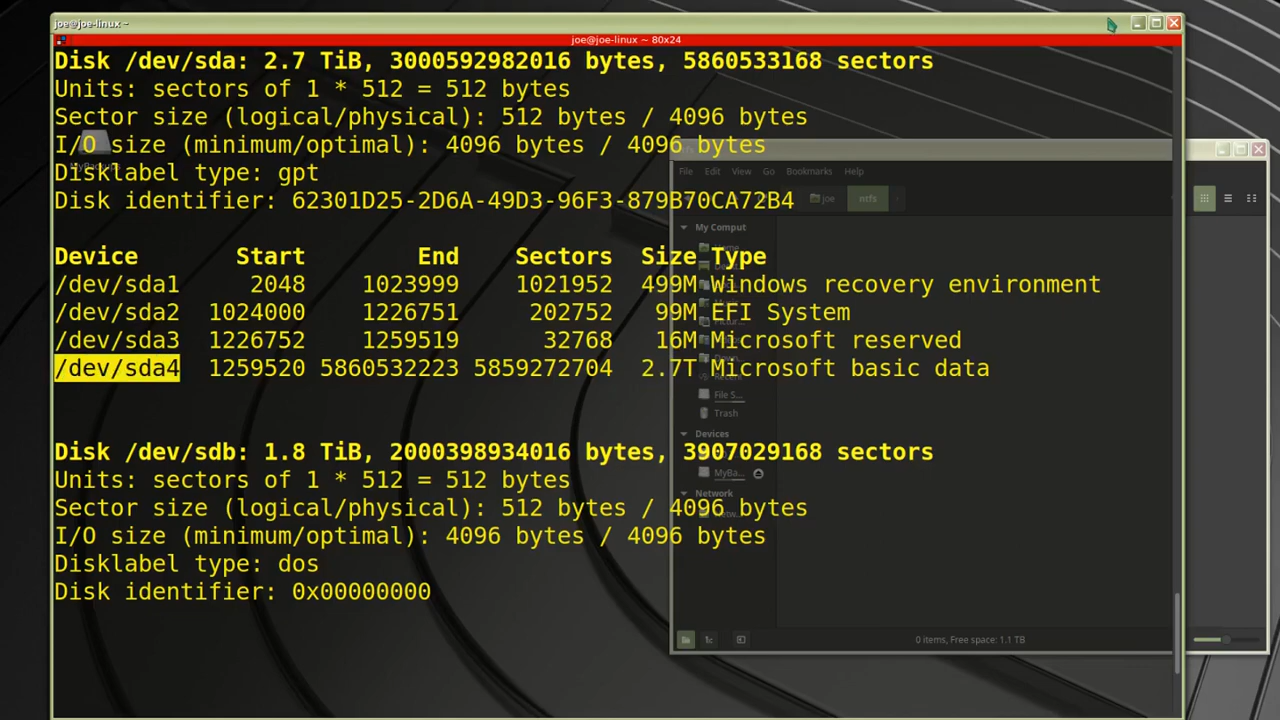 joe@joe-linux ~
joe@joe-linux ~ 80x24
Disk /dev/sda: 2.7 TiB, 3000592982016 bytes, 5860533168 sectors
Units: sectors of 1 * 512 = 512 bytes
Sector size (logical/physical): 512 bytes / 4096 bytes
I/O size (minimum/optimal): 4096 bytes / 4096 bytes
Disklabel type: gpt
Disk identifier: 62301D25-2D6A-49D3-96F3-879B70CA72B4
Device Start End Sectors Size Type
/dev/sda1 2048 1023999 1021952 499M Windows recovery environment
/dev/sda2 1024000 1226751 202752 99M EFI System
/dev/sda3 1226752 1259519 32768 16M Microsoft reserved
/dev/sda4 1259520 5860532223 5859272704 2.7T Microsoft basic data
Disk /dev/sdb: 1.8 TiB, 2000398934016 bytes, 3907029168 sectors
Units: sectors of 1 * 512 = 512 bytes
Sector size (logical/physical): 512 bytes / 4096 bytes
I/O size (minimum/optimal): 4096 bytes / 4096 bytes
Disklabel type: dos
Disk identifier: 0x00000000
File Edit View Go Bookmarks Help
joe ntfs
My Comput
File S...
Trash
Devices
MyBa...
Network
0 items, Free space: 1.1 TB